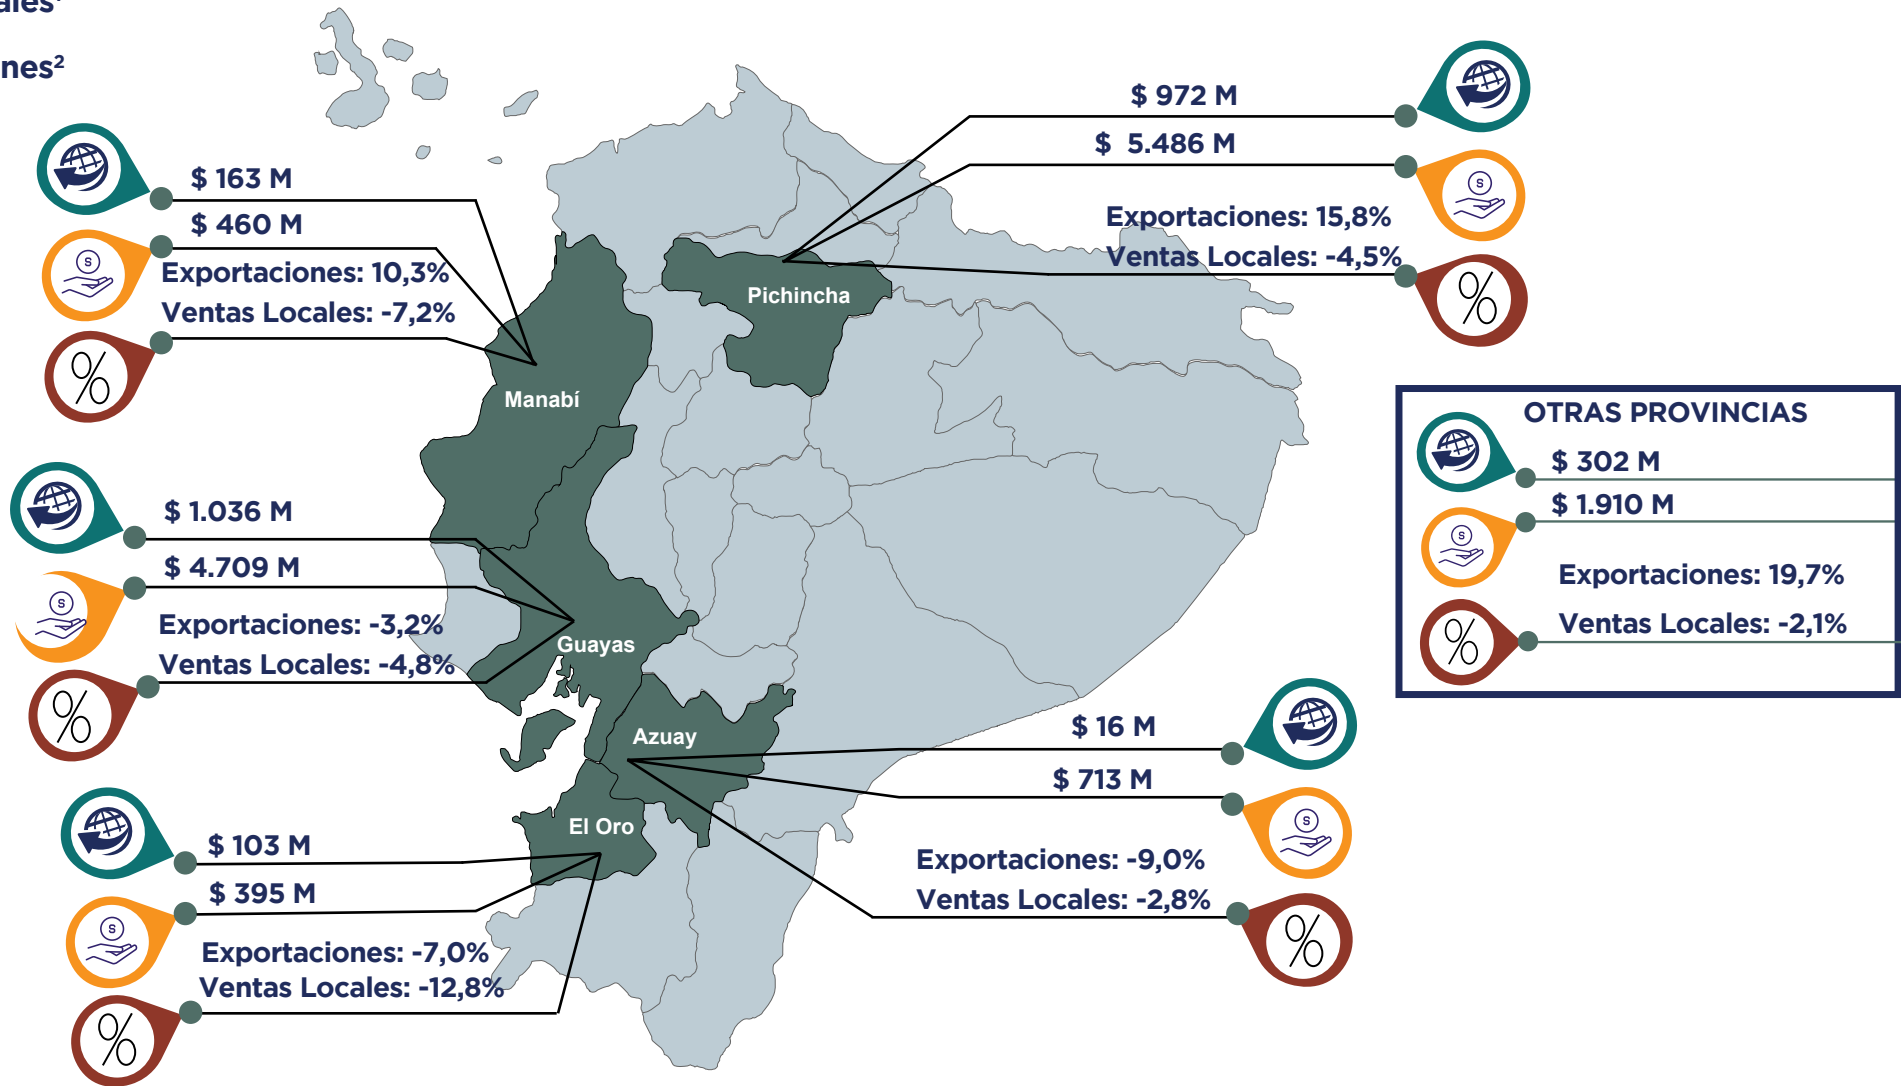 $ 163 M
$ 460 M
Exportaciones: 10,3%
Ventas Locales: -7,2%
%
Manabí
$ 972 M
$ 5.486 M
Exportaciones: 15,8%
Ventas Locales: -4,5%
%
Pichincha
$ 1.036 M
$ 4.709 M
Exportaciones: -3,2%
Ventas Locales: -4,8%
%
Guayas
OTRAS PROVINCIAS
$ 302 M
$ 1.910 M
Exportaciones: 19,7%
Ventas Locales: -2,1%
%
Azuay
$ 16 M
$ 713 M
Exportaciones: -9,0%
Ventas Locales: -2,8%
%
El Oro
$ 103 M
$ 395 M
Exportaciones: -7,0%
Ventas Locales: -12,8%
%